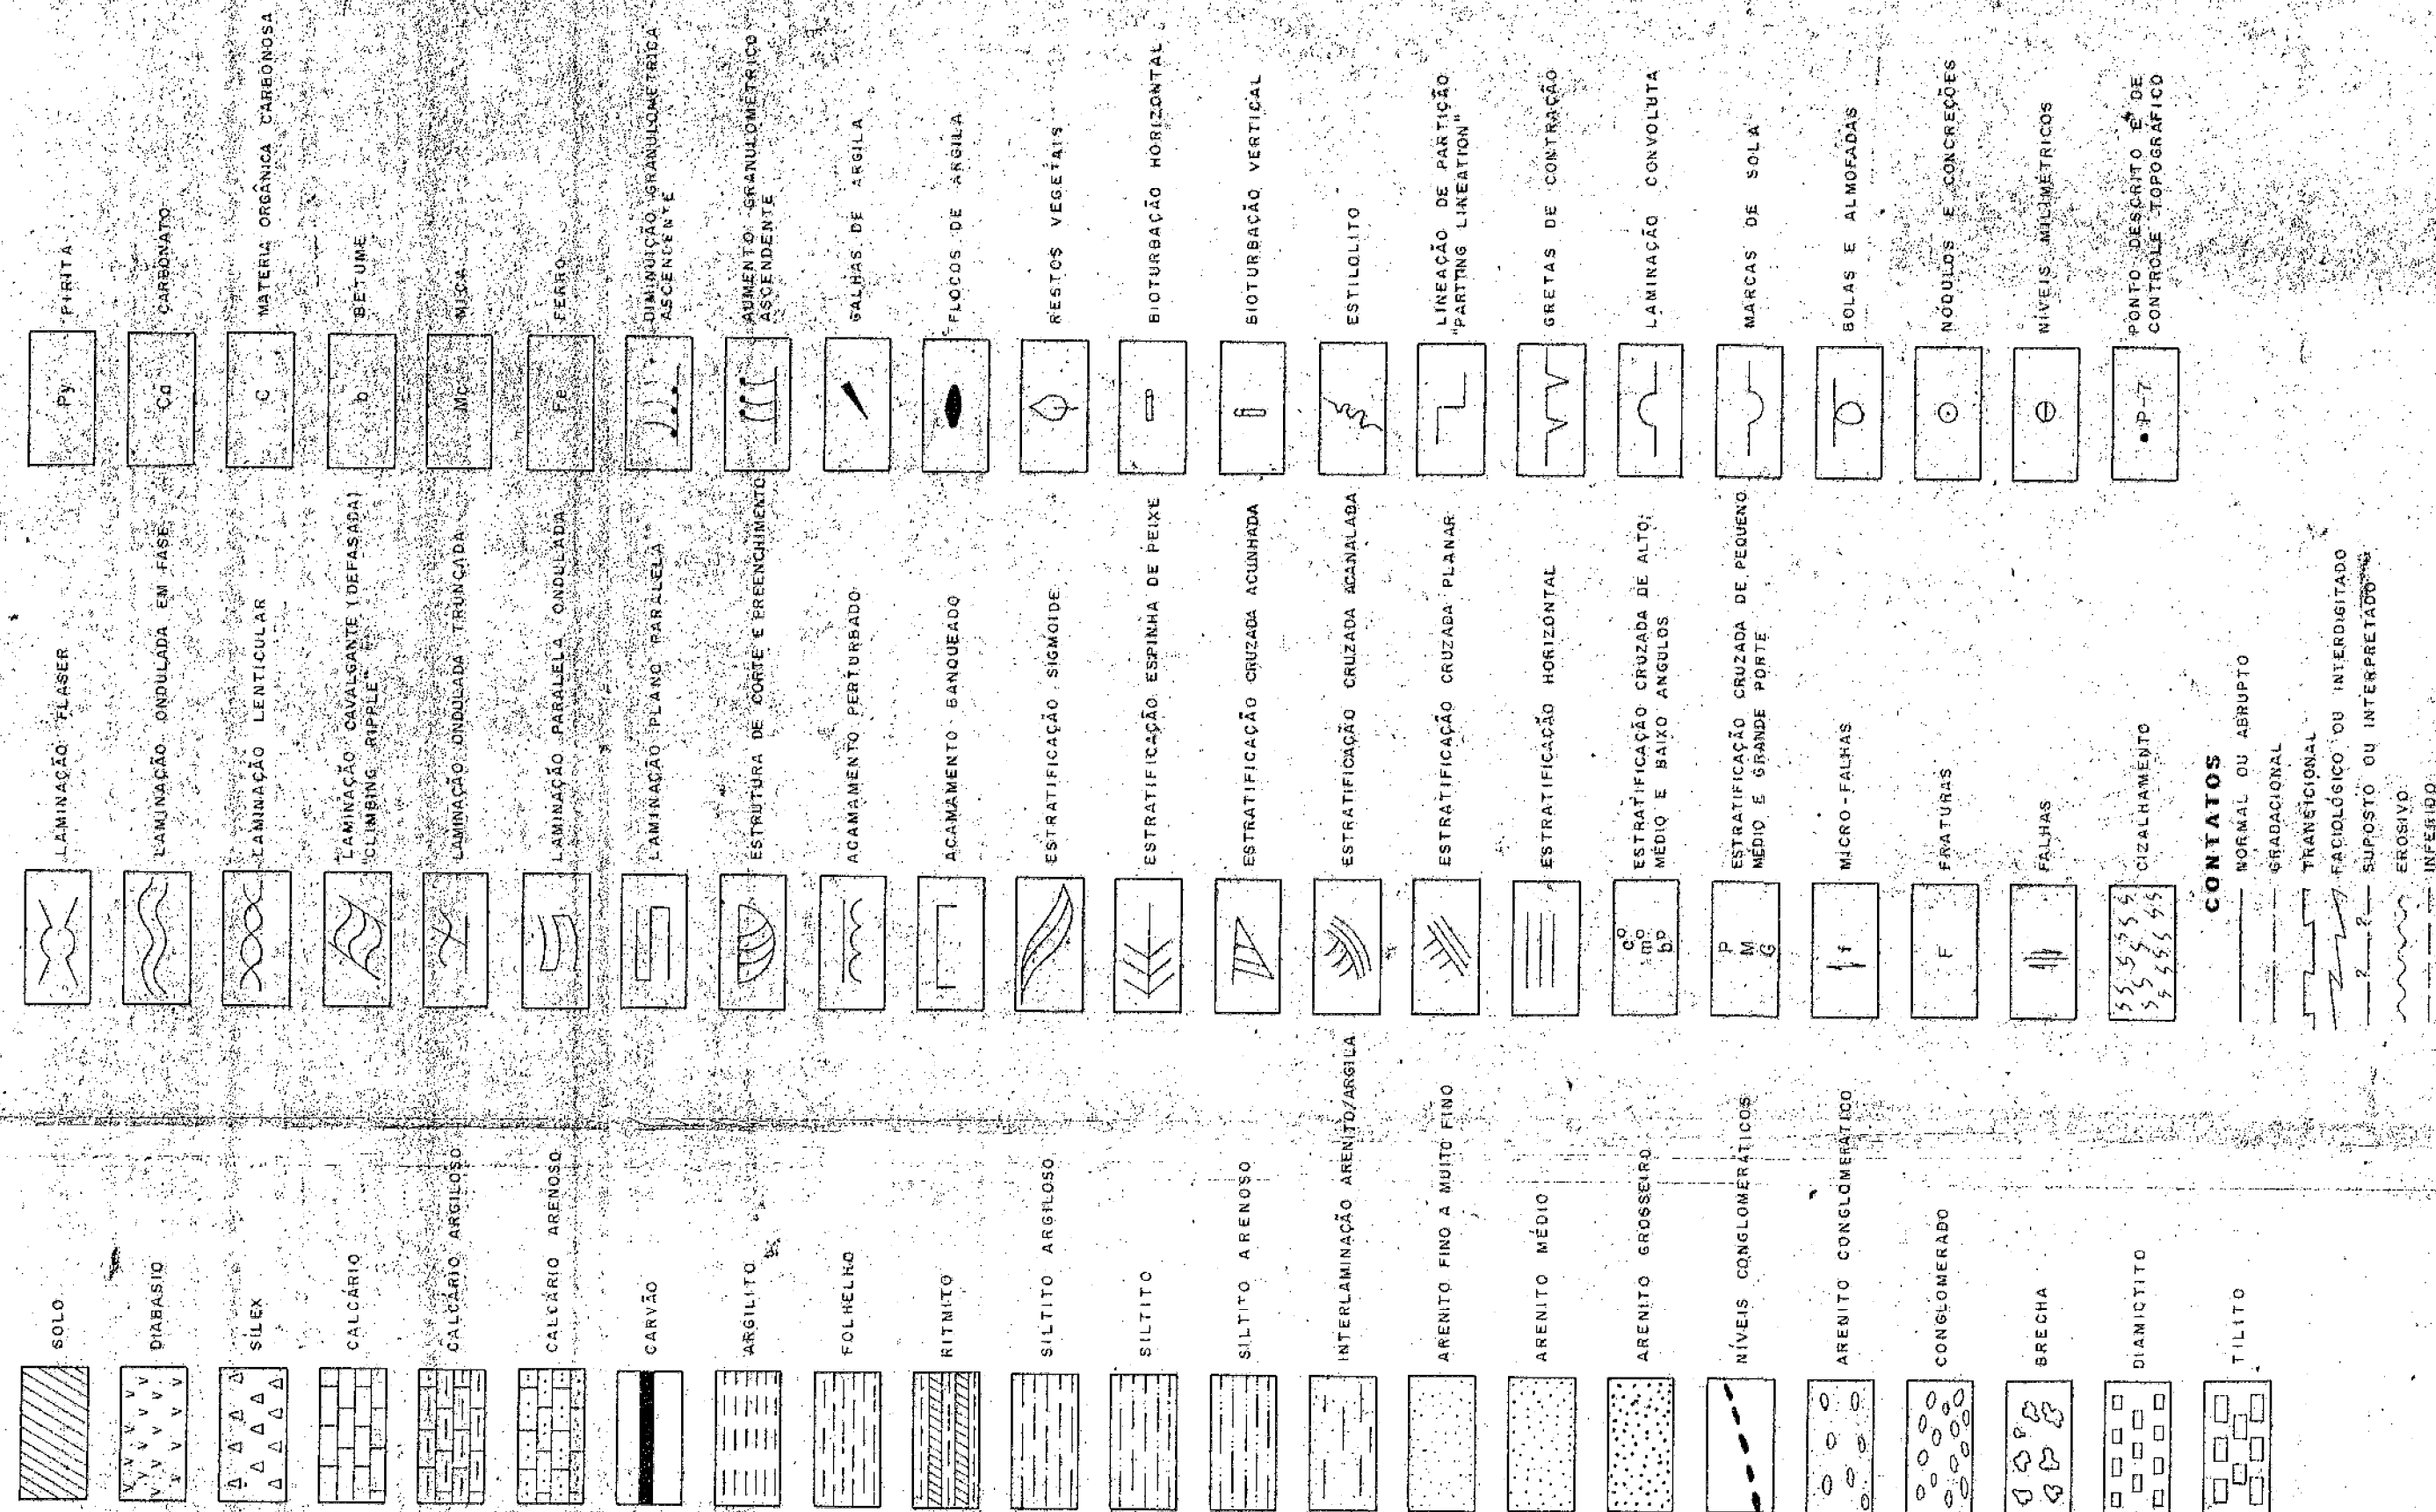 SOLO
DIABASIO
SILEX
CALCÁRIO
CALCÁRIO ARGILOSO
CALCÁRIO ARENOSO
CARVÃO
ARGILITO
FOLHELHO
RITMITO
SILTITO ARGILOSO
SILTITO
SILTITO ARENOSO
INTERLAMINAÇÃO ARENITO/ARGILA
ARENITO FINO A MUITO FINO
ARENITO MÉDIO
ARENITO GROSSEIRO
NÍVEIS CONGLOMERÁTICOS
ARENITO CONGLOMERÁTICO
CONGLOMERADO
BRECHA
DIAMICTITO
TILITO
LAMINAÇÃO FLASER
LAMINAÇÃO ONDULADA EM FASE
LAMINAÇÃO LENTICULAR
LAMINAÇÃO CAVALGANTE (DEFASADA)
"CLIMBING RIPPLE"
LAMINAÇÃO ONDULADA TRUNCADA
LAMINAÇÃO PARALELA ONDULADA
LAMINAÇÃO PLANO PARALELA
ESTRUTURA DE CORTE E PREENCHIMENTO
ACAMAMENTO PERTURBADO
ACAMAMENTO BANQUEADO
ESTRATIFICAÇÃO SIGMOIDE
ESTRATIFICAÇÃO ESPINHA DE PEIXE
ESTRATIFICAÇÃO CRUZADA ACUNHADA
ESTRATIFICAÇÃO CRUZADA ACANALADA
ESTRATIFICAÇÃO CRUZADA PLANAR
ESTRATIFICAÇÃO HORIZONTAL
mº
bº
ESTRATIFICAÇÃO CRUZADA DE ALTO,
MÉDIO E BAIXO ANGULOS
P
M
G
ESTRATIFICAÇÃO CRUZADA DE PEQUENO
MÉDIO E GRANDE PORTE
f
MICRO-FALHAS
F
FRATURAS
FALHAS
CIZALHAMENTO
CONTATOS
NORMAL OU ABRUPTO
GRADACIONAL
TRANSICIONAL
FACIOLÓGICO OU INTERDIGITADO
? ? SUPOSTO OU INTERPRETADO
EROSIVO
INFERIDO
Py PIRITA
Ca CARBONATO
C MATERIA ORGÂNICA CARBONOSA
b BETUME
Mc MICA
Fe FERRO
DIMINUIÇÃO GRANULOMETRICA
ASCENDENTE
AUMENTO GRANULOMETRICO
ASCENDENTE
GALHAS DE ARGILA
FLOCOS DE ARGILA
RESTOS VEGETAIS
BIOTURBAÇÃO HORIZONTAL
BIOTURBAÇÃO VERTICAL
ESTILOLITO
LINEAÇÃO DE PARTIÇÃO
"PARTING LINEATION"
GRETAS DE CONTRAÇÃO
LAMINAÇÃO CONVOLUTA
MARCAS DE SOLA
BOLAS E ALMOFADAS
NÓDULOS E CONCREÇÕES
NÍVEIS MILIMÉTRICOS
•P-7
PONTO DESCRITO E DE
CONTROLE TOPOGRÁFICO